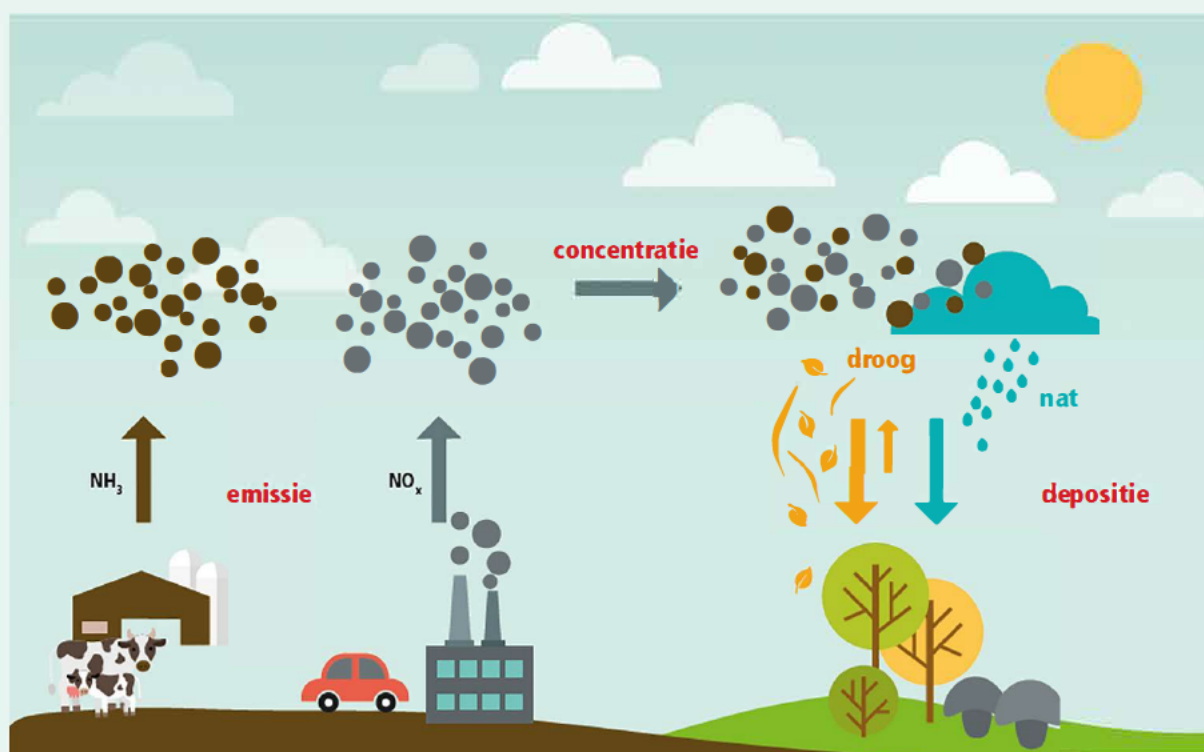 concentratie
droog
nat
NH₃
emissie
NOₓ
depositie